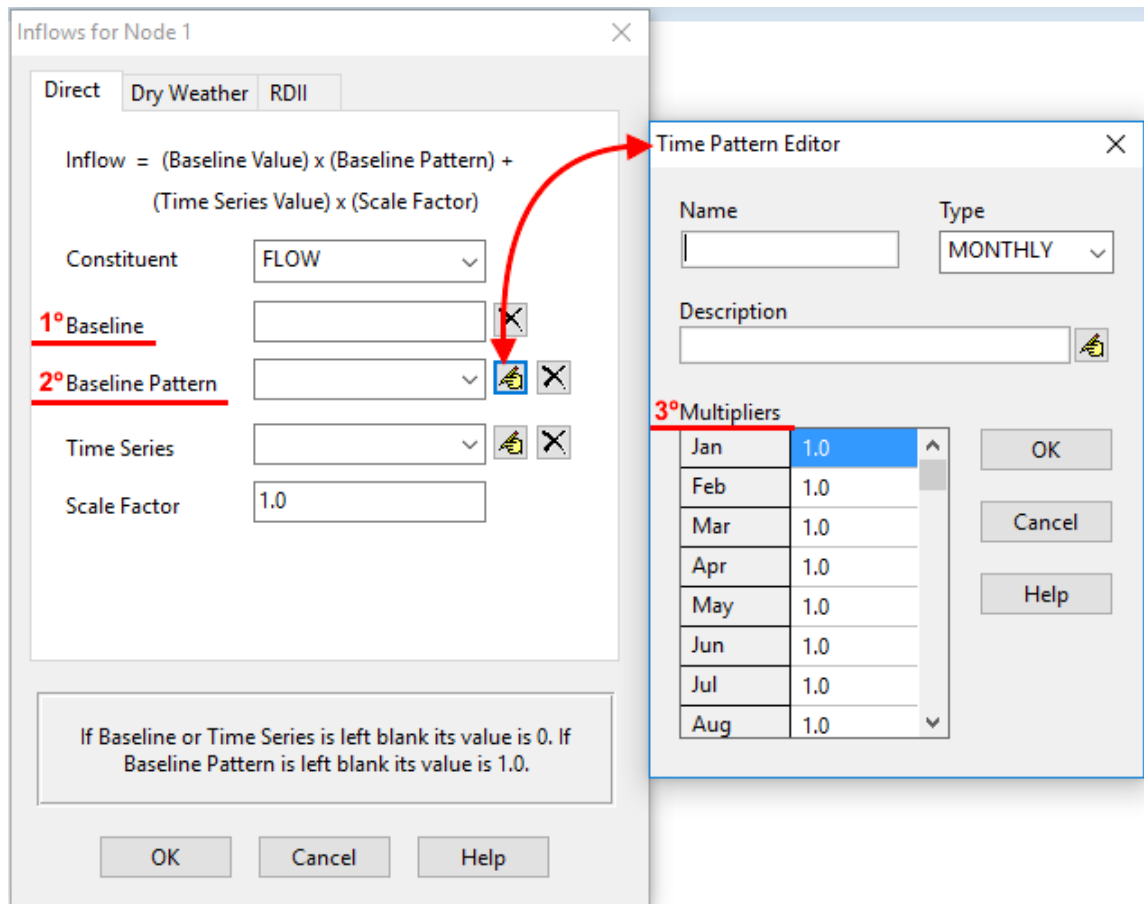 Inflows for Node 1
Direct
Dry Weather
RDII
Inflow = (Baseline Value) x (Baseline Pattern) +
(Time Series Value) x (Scale Factor)
Constituent
FLOW
1º Baseline
2º Baseline Pattern
Time Series
Scale Factor
1.0
If Baseline or Time Series is left blank its value is 0. If
Baseline Pattern is left blank its value is 1.0.
OK
Cancel
Help
Time Pattern Editor
Name
Type
MONTHLY
Description
3º Multipliers
Jan 1.0
Feb 1.0
Mar 1.0
Apr 1.0
May 1.0
Jun 1.0
Jul 1.0
Aug 1.0
OK
Cancel
Help